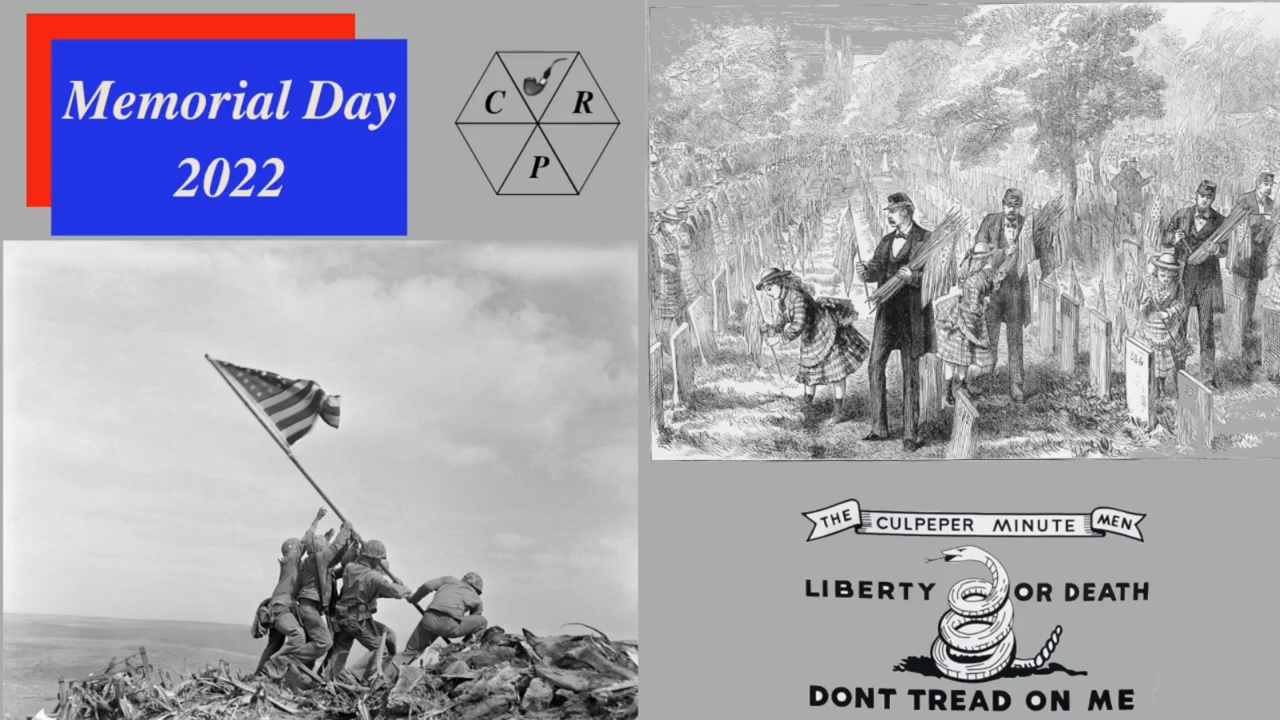 Memorial Day
2022
C R
P
THE CULPEPER MINUTE MEN
LIBERTY OR DEATH
DONT TREAD ON ME